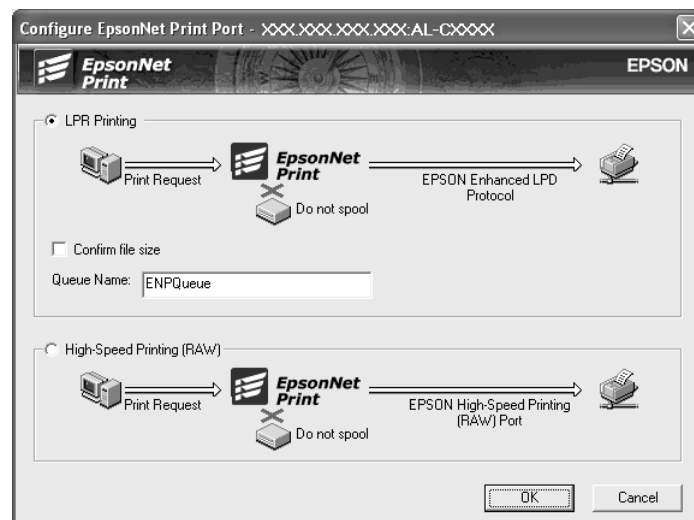 Configure EpsonNet Print Port - XXX.XXX.XXX.XXX:AL-CXXXX
EpsonNet
Print
EPSON
LPR Printing
Print Request
EpsonNet
Print
EPSON Enhanced LPD
Protocol
Do not spool
Confirm file size
Queue Name:
ENPQueue
High-Speed Printing (RAW)
Print Request
EpsonNet
Print
EPSON High-Speed Printing
(RAW) Port
Do not spool
OK
Cancel